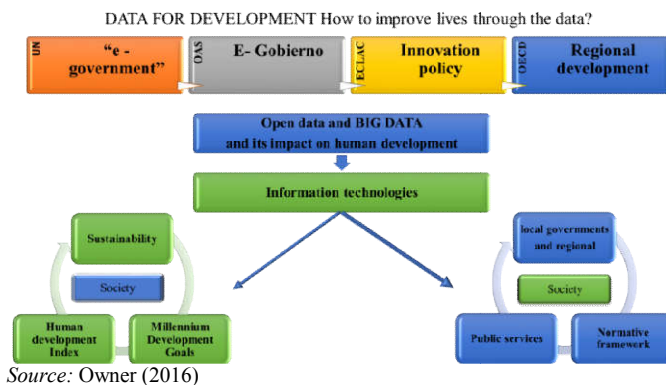 DATA FOR DEVELOPMENT How to improve lives through the data?
UN
"e -
government"
OAS
E- Gobierno
ECLAC
Innovation
policy
OECD
Regional
development
Open data and BIG DATA
and its impact on human development
Information technologies
Sustainability
Society
Human
development
Index
Millennium
Development
Goals
local governments
and regional
Society
Public services
Normative
framework
Source: Owner (2016)